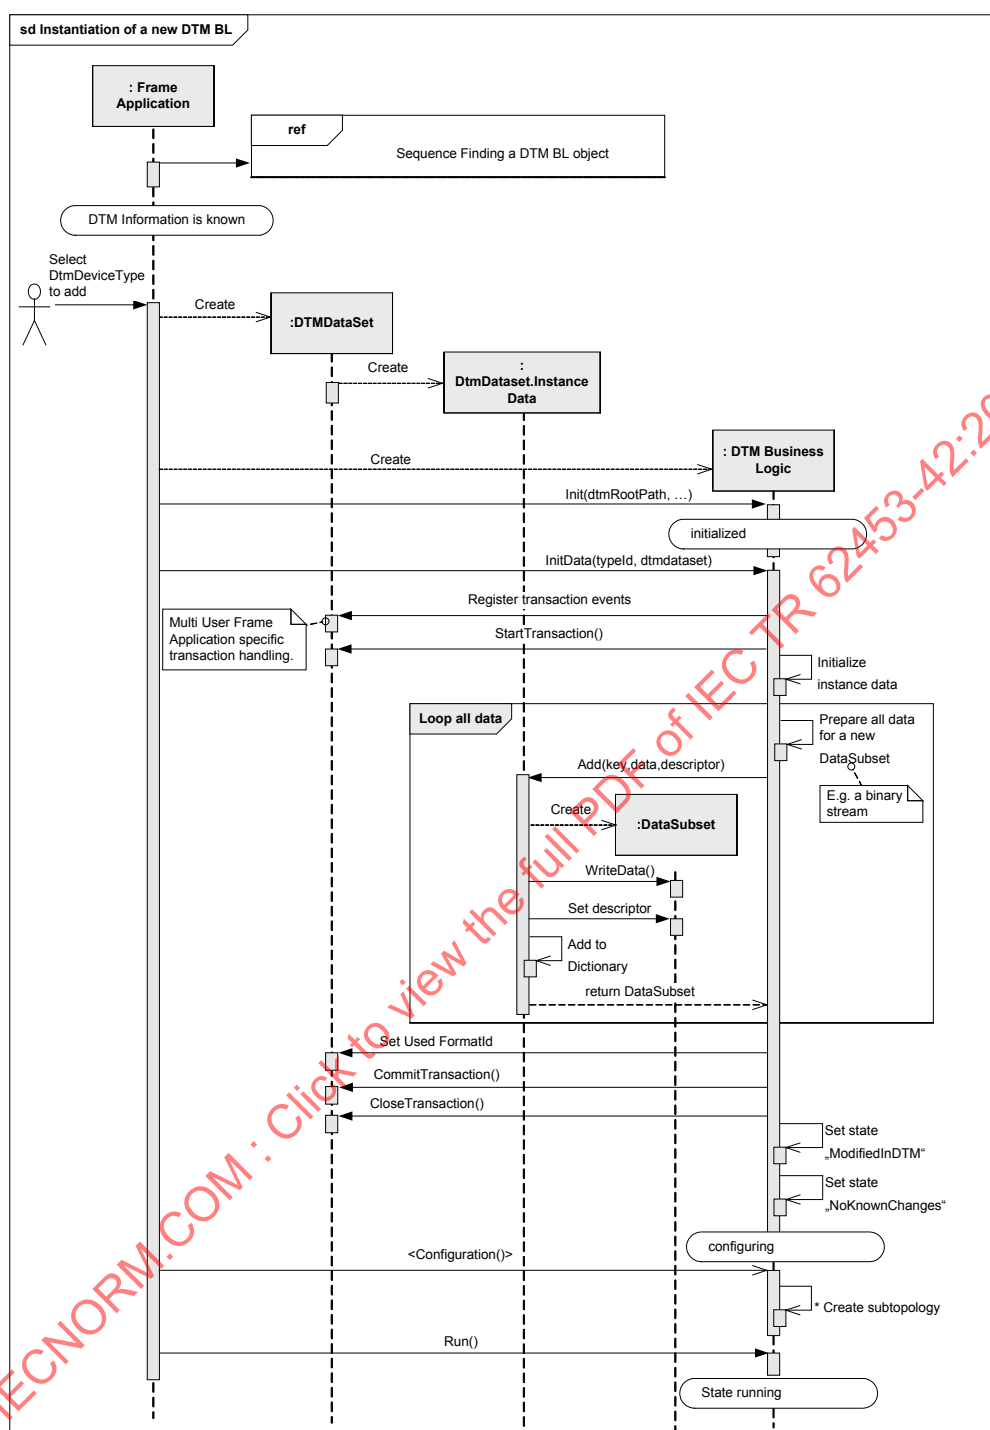 sd Instantiation of a new DTM BL
: Frame
Application
ref
Sequence Finding a DTM BL object
DTM Information is known
Select
DtmDeviceType
to add
Create
:DTMDataSet
Create
:
DtmDataset.Instance
Data
Create
: DTM Business
Logic
Init(dtmRootPath, …)
initialized
InitData(typeId, dtmdataset)
Register transaction events
Multi User Frame
Application specific
transaction handling.
StartTransaction()
Initialize
instance data
Loop all data
Prepare all data
for a new
DataSubset
E.g. a binary
stream
Add(key,data,descriptor)
Create
:DataSubset
WriteData()
Set descriptor
Add to
Dictionary
return DataSubset
Set Used FormatId
CommitTransaction()
CloseTransaction()
Set state
„ModifiedInDTM“
Set state
„NoKnownChanges“
configuring
<Configuration()>
* Create subtopology
Run()
State running
IECNORM.COM : Click to view the full PDF of IEC TR 62453-42:20